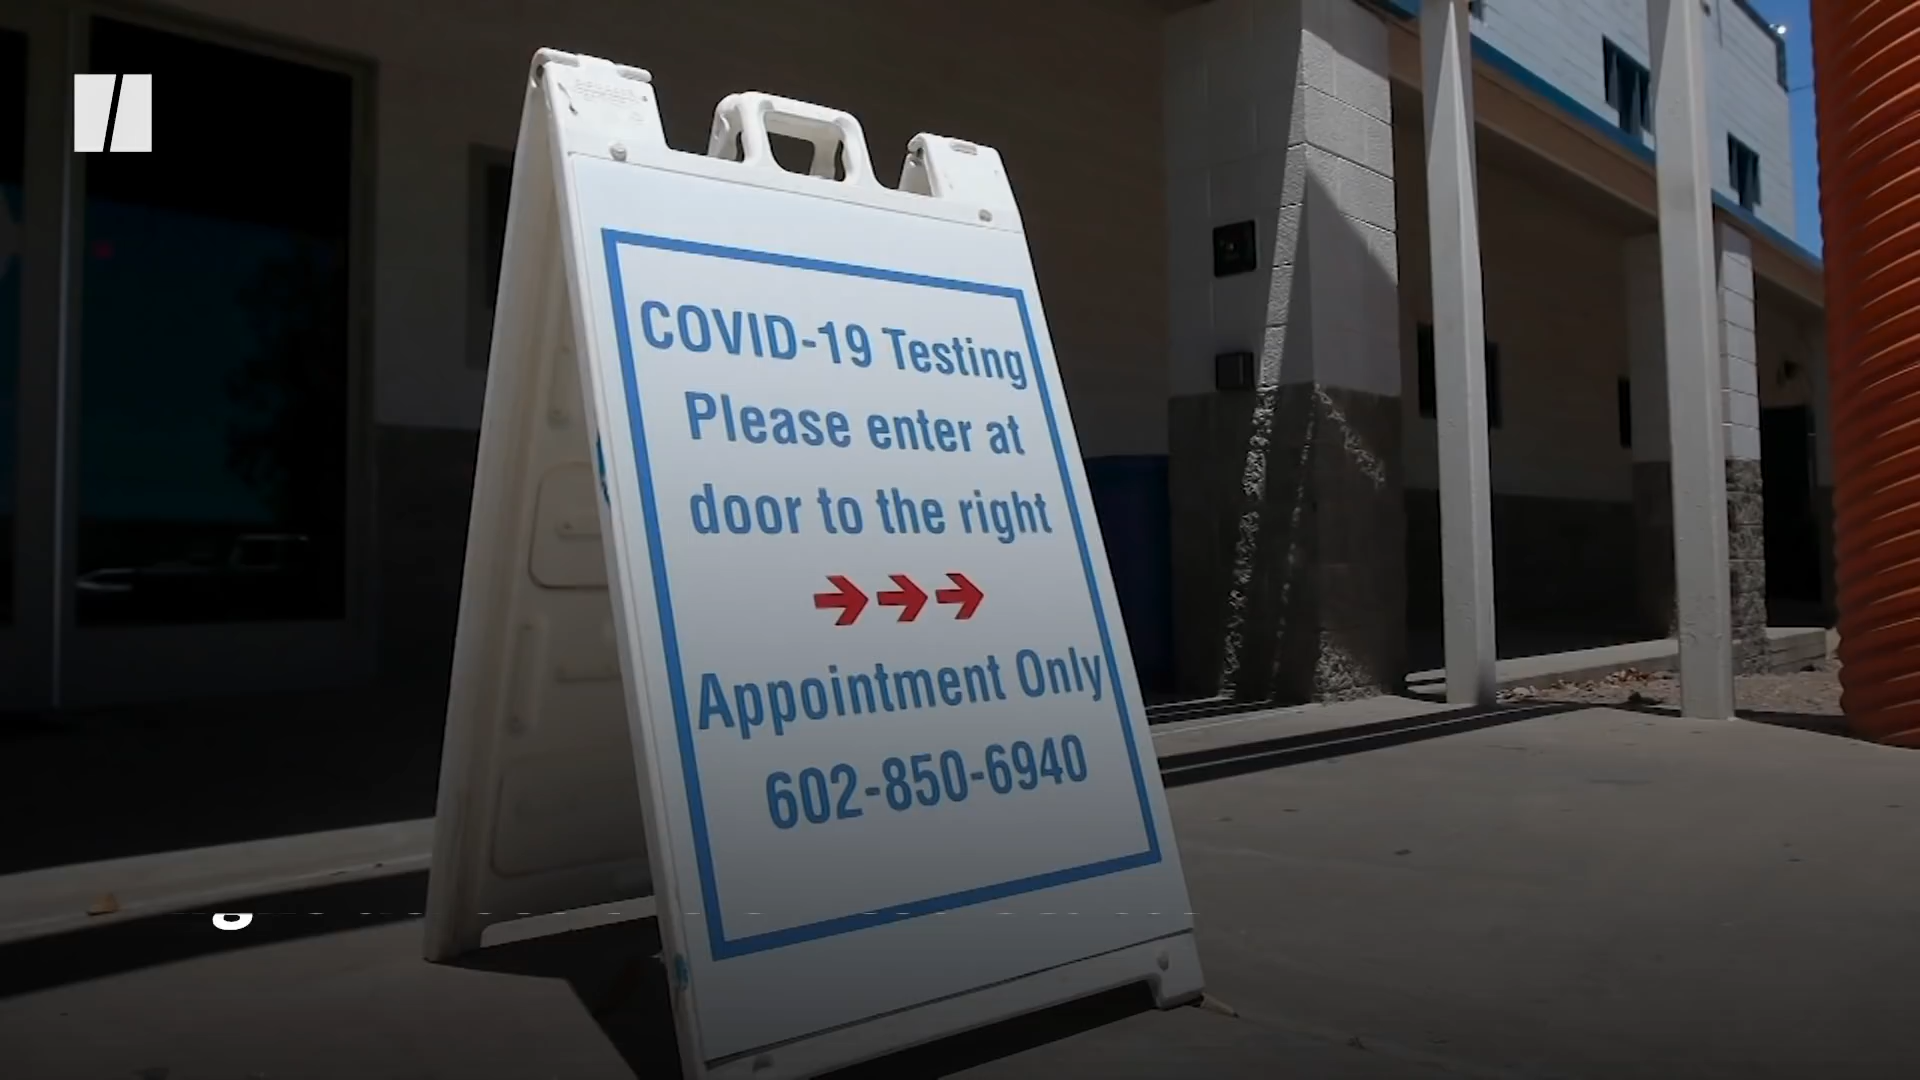 COVID-19 Testing
Please enter at
door to the right
Appointment Only
602-850-6940